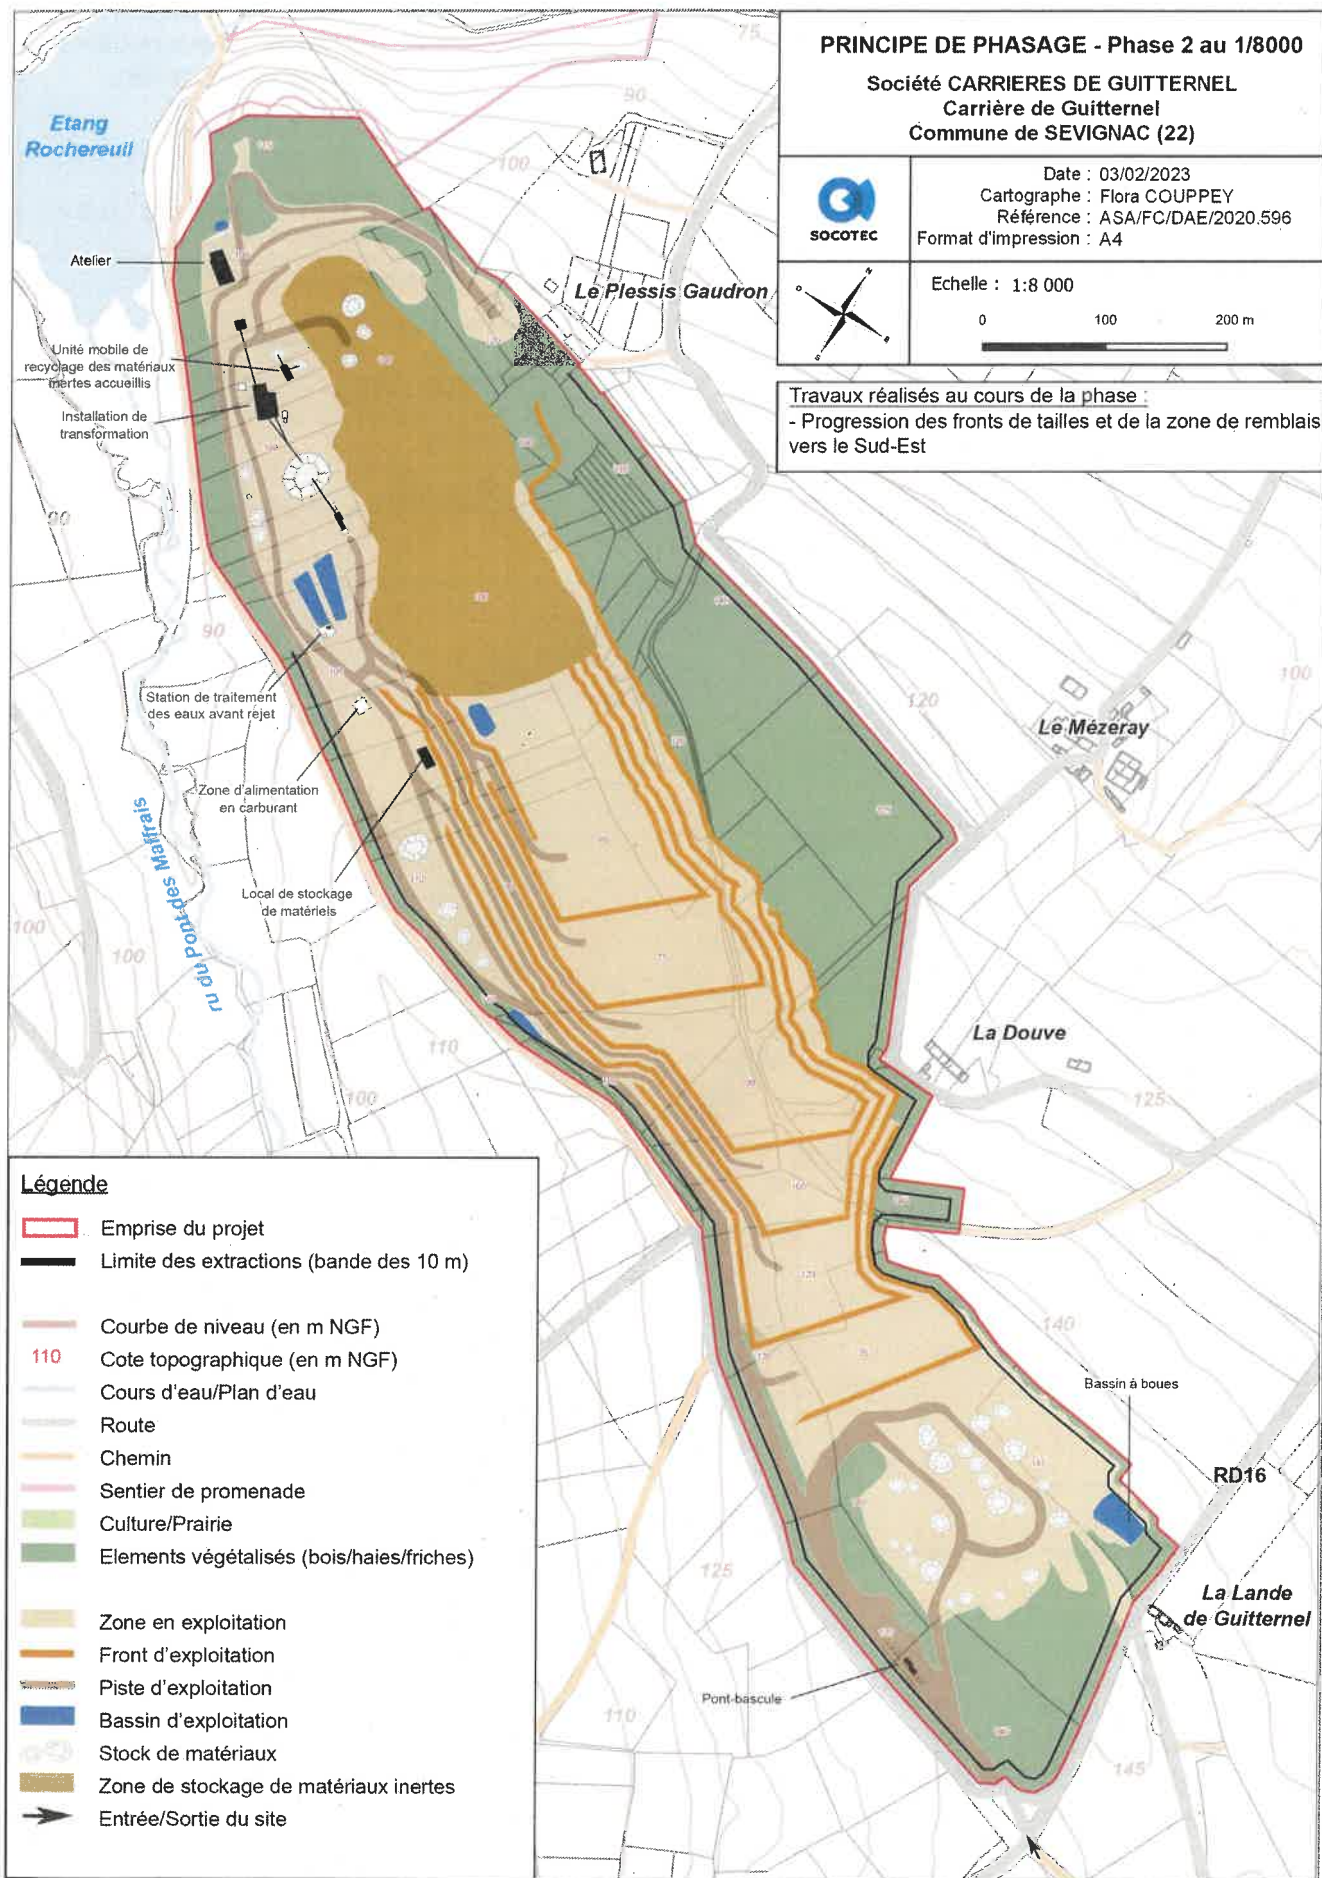 PRINCIPE DE PHASAGE - Phase 2 au 1/8000
Société CARRIERES DE GUITTERNEL
Carrière de Guitternel
Commune de SEVIGNAC (22)
SOCOTEC
Date : 03/02/2023
Cartographe : Flora COUPPEY
Référence : ASA/FC/DAE/2020.596
Format d'impression : A4
Echelle : 1:8 000
0 100 200 m
Travaux réalisés au cours de la phase :
- Progression des fronts de tailles et de la zone de remblais
vers le Sud-Est
75
90
100
Etang
Rochereuil
Atelier
Le Plessis Gaudron
Unité mobile de
recyclage des matériaux
inertes accueillis
Installation de
transformation
90
90
Station de traitement
des eaux avant rejet
120
100
Le Mézeray
Zone d'alimentation
en carburant
ru du Pont des Maffrais
Local de stockage
de matériels
100
100
110
100
La Douve
125
140
Bassin à boues
RD16
125
La Lande
de Guitternel
Pont-bascule
110
145
Légende
Emprise du projet
Limite des extractions (bande des 10 m)
Courbe de niveau (en m NGF)
110 Cote topographique (en m NGF)
Cours d'eau/Plan d'eau
Route
Chemin
Sentier de promenade
Culture/Prairie
Elements végétalisés (bois/haies/friches)
Zone en exploitation
Front d'exploitation
Piste d'exploitation
Bassin d'exploitation
Stock de matériaux
Zone de stockage de matériaux inertes
Entrée/Sortie du site